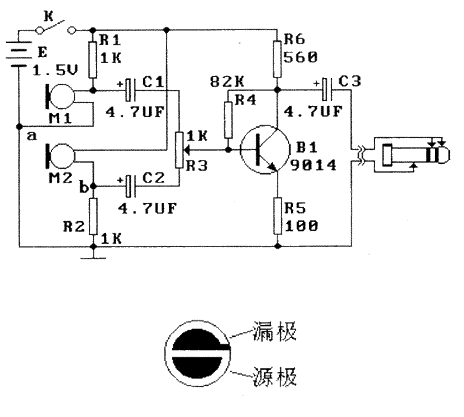 K
E
1.5V
R1
1K
C1
4.7UF
M1
a
M2
b
C2
4.7UF
R2
1K
1K
R3
82K
R4
R6
560
C3
4.7UF
B1
9014
R5
100
漏极
源极